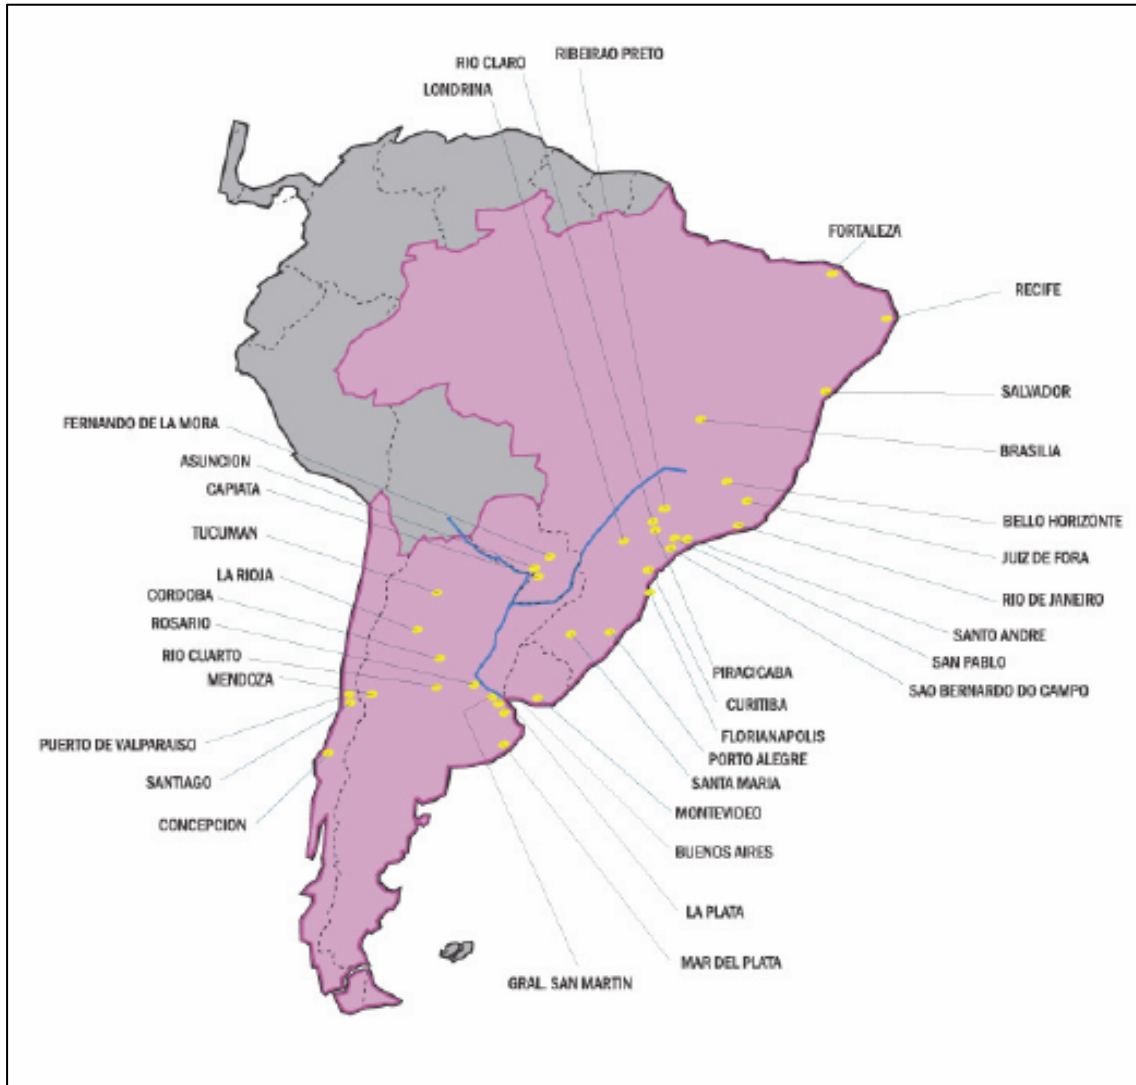 RIBEIRAO PRETO
RIO CLARO
LONDRINA
FORTALEZA
RECIFE
SALVADOR
BRASILIA
BELLO HORIZONTE
JUIZ DE FORA
RIO DE JANEIRO
SANTO ANDRE
SAN PABLO
SAO BERNARDO DO CAMPO
PIRACICABA
CURITIBA
FLORIANAPOLIS
PORTO ALEGRE
SANTA MARIA
MONTEVIDEO
BUENOS AIRES
LA PLATA
MAR DEL PLATA
GRAL. SAN MARTIN
FERNANDO DE LA MORA
ASUNCION
CAPIATA
TUCUMAN
LA RIOJA
CORDOBA
ROSARIO
RIO CUARTO
MENDOZA
PUERTO DE VALPARAISO
SANTIAGO
CONCEPCION